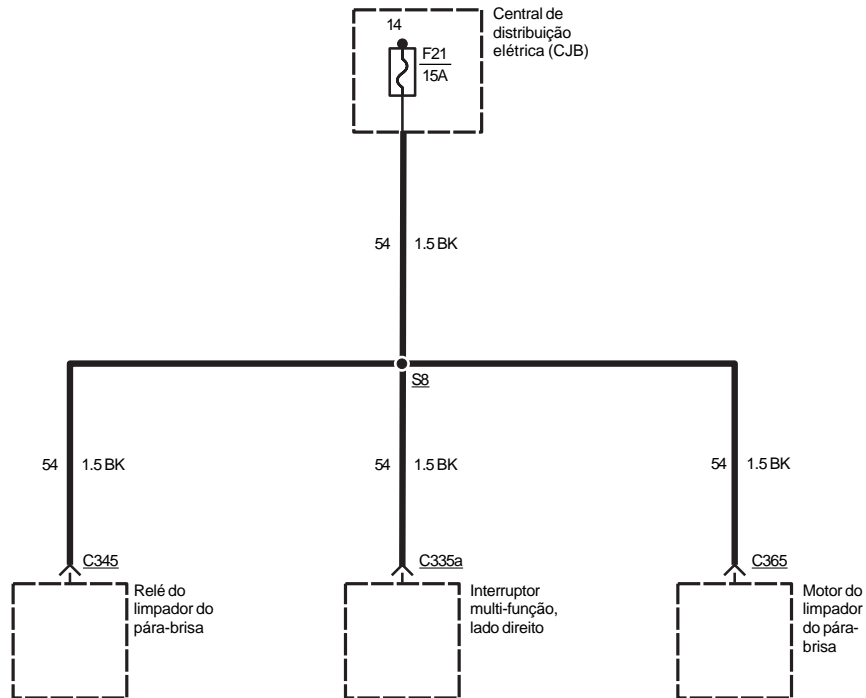 14
F21
15A
Central de
distribuição
elétrica (CJB)
54
1.5 BK
S8
54
1.5 BK
54
1.5 BK
54
1.5 BK
C345
Relé do
limpador do
pára-brisa
C335a
Interruptor
multi-função,
lado direito
C365
Motor do
limpador
do pára-
brisa